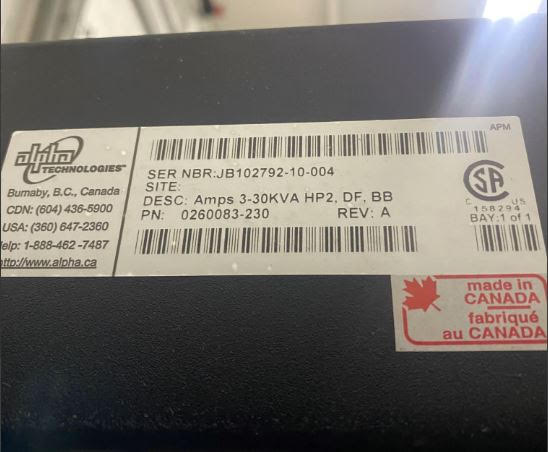 alpha
TECHNOLOGIES
Burnaby, B.C., Canada
CDN: (604) 436-5900
USA: (360) 647-2360
elp: 1-888-462 -7487
http://www.alpha.ca
APM
SER NBR:JB102792-10-004
SITE:
DESC: Amps 3-30KVA HP2, DF, BB
PN: 0260083-230 REV: A
SA
C US
158294
BAY:1 of 1
made in
CANADA
fabriqué
au CANADA